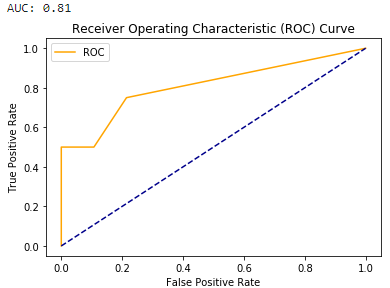 AUC: 0.81
Receiver Operating Characteristic (ROC) Curve
ROC
True Positive Rate
1.0
0.8
0.6
0.4
0.2
0.0
0.0 0.2 0.4 0.6 0.8 1.0
False Positive Rate